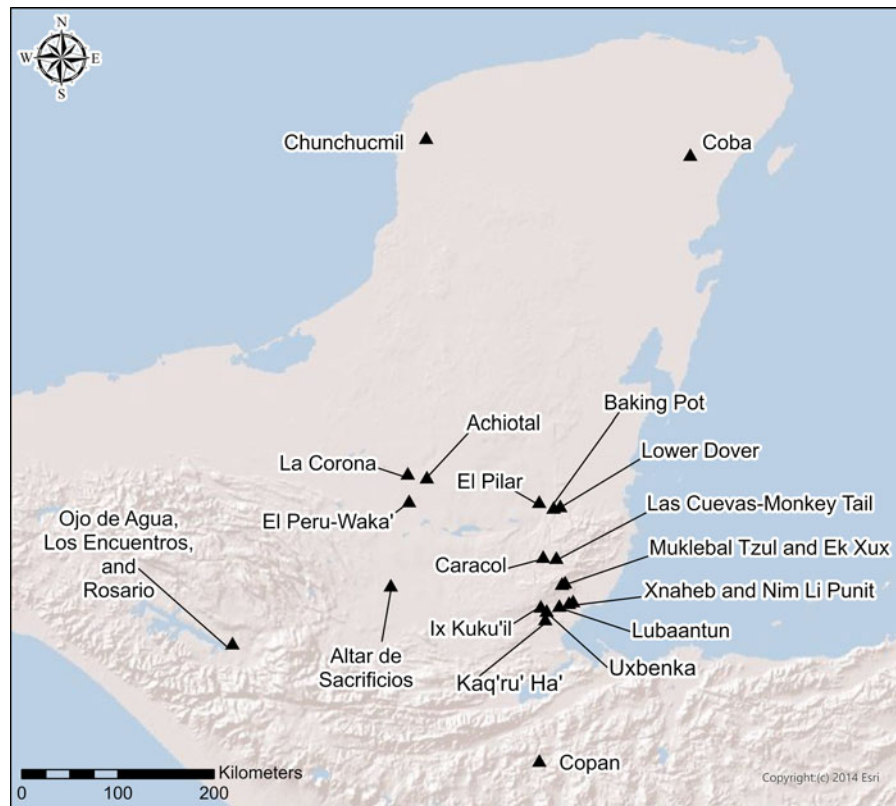 N
W E
S
Chunchucmil
Coba
Baking Pot
Achiotal
Lower Dover
La Corona
El Pilar
Las Cuevas-Monkey Tail
El Peru-Waka'
Ojo de Agua,
Los Encuentros,
and
Rosario
Muklebal Tzul and Ek Xux
Caracol
Xnaheb and Nim Li Punit
Ix Kuku'il
Lubaantun
Altar de
Sacrificios
Uxbenka
Kaq'ru' Ha'
Copan
Kilometers
0 100 200
Copyright:(c) 2014 Esri